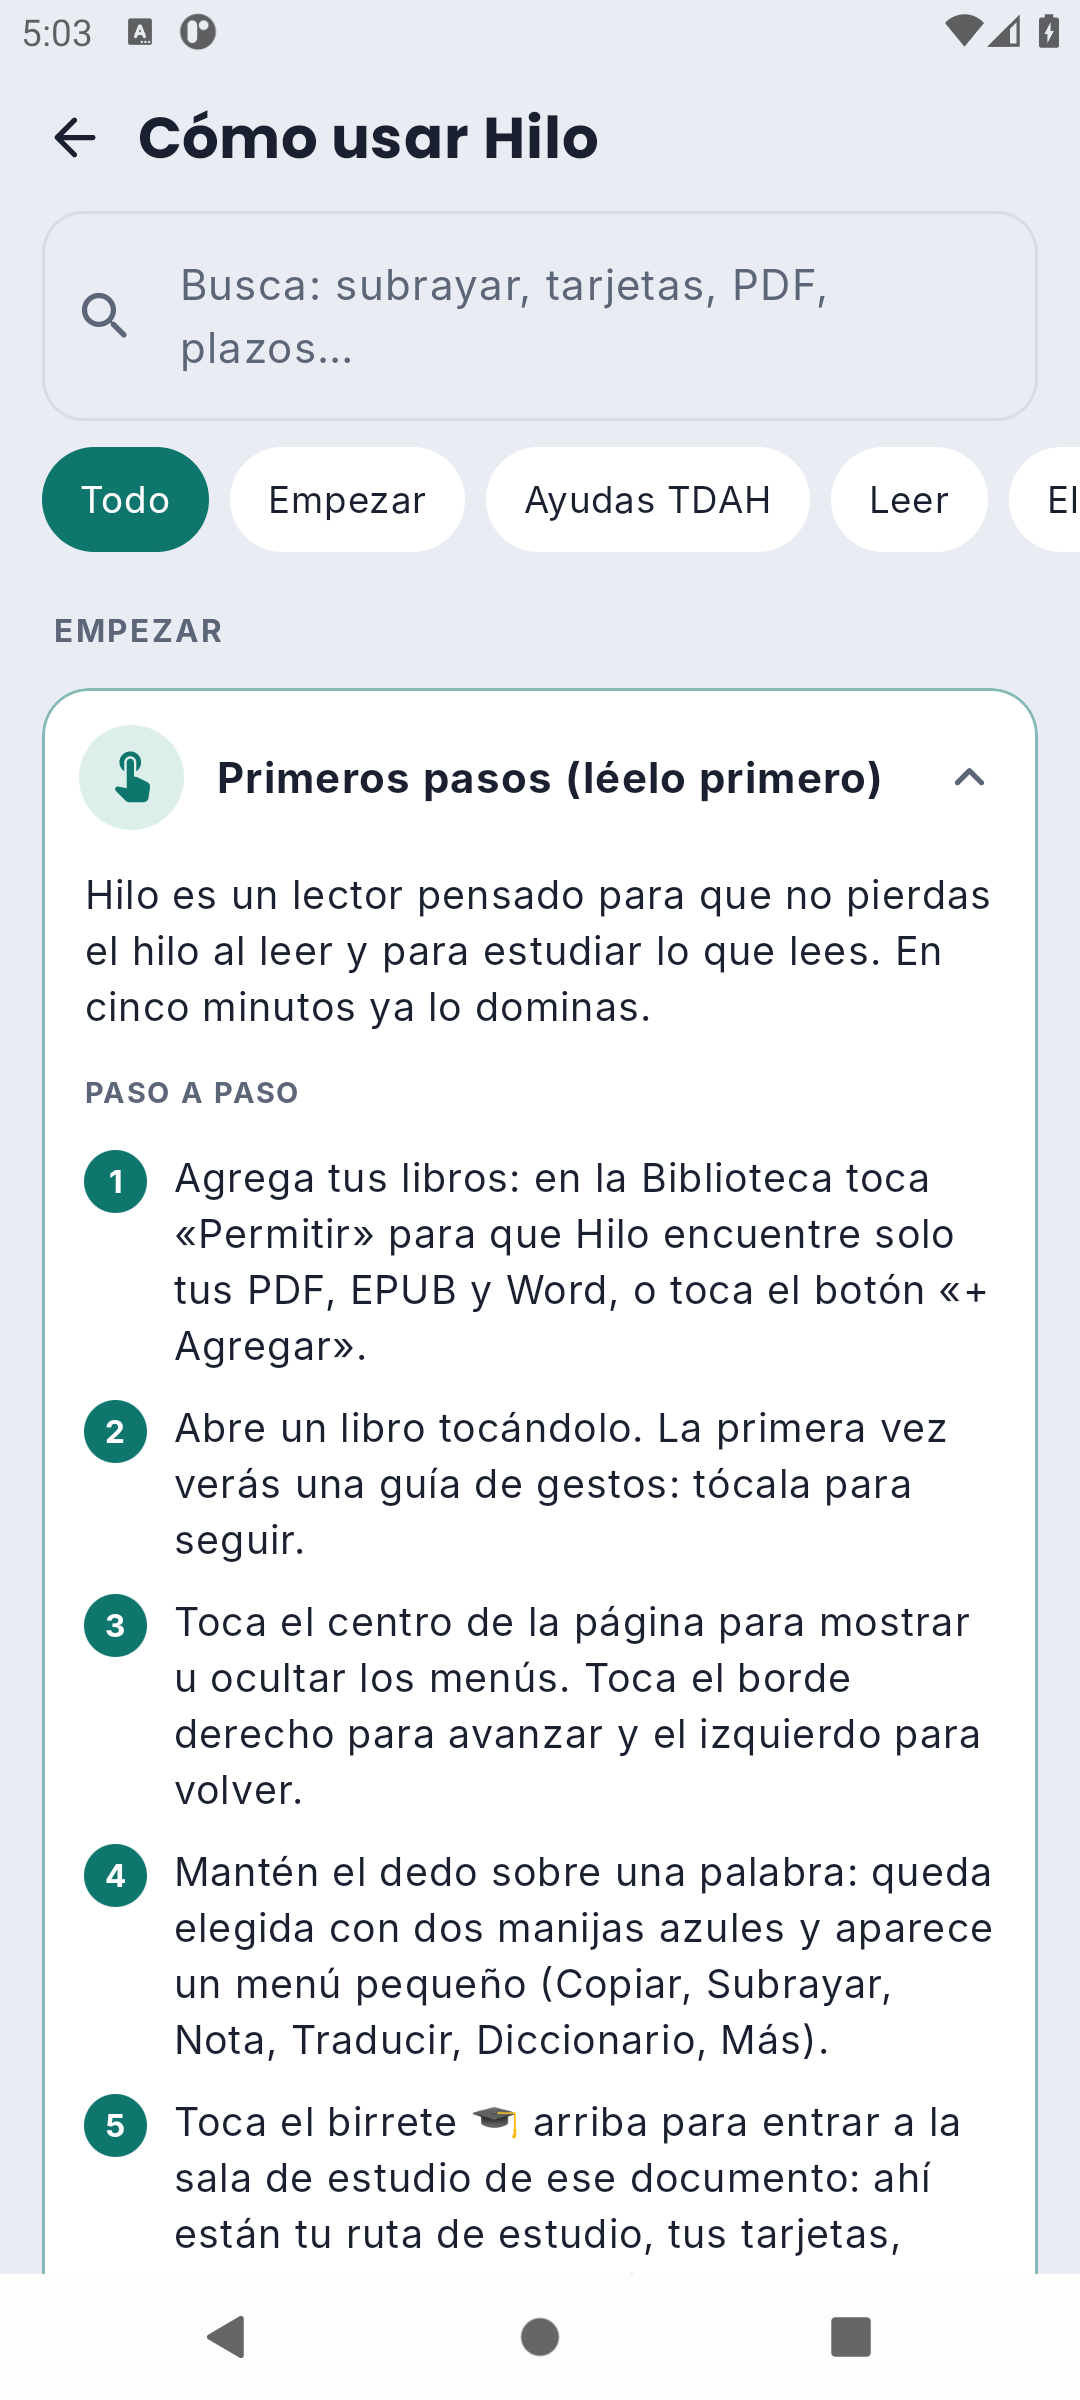 5:03
Cómo usar Hilo
Busca: subrayar, tarjetas, PDF,
plazos...
Todo
Empezar
Ayudas TDAH
Leer
El
EMPEZAR
Primeros pasos (léelo primero)
Hilo es un lector pensado para que no pierdas
el hilo al leer y para estudiar lo que lees. En
cinco minutos ya lo dominas.
PASO A PASO
1 Agrega tus libros: en la Biblioteca toca
«Permitir» para que Hilo encuentre solo
tus PDF, EPUB y Word, o toca el botón «+
Agregar».
2 Abre un libro tocándolo. La primera vez
verás una guía de gestos: tócala para
seguir.
3 Toca el centro de la página para mostrar
u ocultar los menús. Toca el borde
derecho para avanzar y el izquierdo para
volver.
4 Mantén el dedo sobre una palabra: queda
elegida con dos manijas azules y aparece
un menú pequeño (Copiar, Subrayar,
Nota, Traducir, Diccionario, Más).
5 Toca el birrete 🎓 arriba para entrar a la
sala de estudio de ese documento: ahí
están tu ruta de estudio, tus tarjetas,